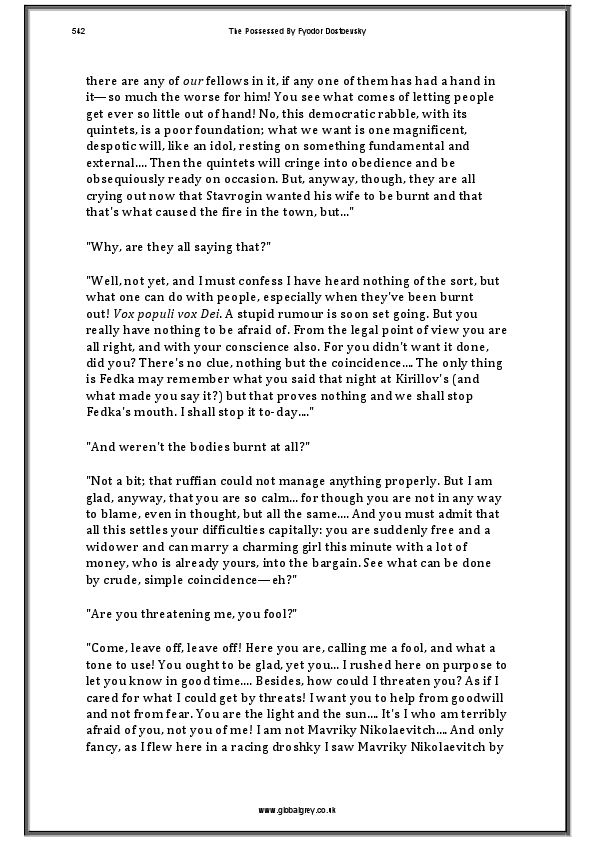 542 The Possessed By Fyodor Dostoevsky
there are any of our fellows in it, if any one of them has had a hand in
it—so much the worse for him! You see what comes of letting people
get ever so little out of hand! No, this democratic rabble, with its
quintets, is a poor foundation; what we want is one magnificent,
despotic will, like an idol, resting on something fundamental and
external.... Then the quintets will cringe into obedience and be
obsequiously ready on occasion. But, anyway, though, they are all
crying out now that Stavrogin wanted his wife to be burnt and that
that's what caused the fire in the town, but..."
"Why, are they all saying that?"
"Well, not yet, and I must confess I have heard nothing of the sort, but
what one can do with people, especially when they've been burnt
out! Vox populi vox Dei. A stupid rumour is soon set going. But you
really have nothing to be afraid of. From the legal point of view you are
all right, and with your conscience also. For you didn't want it done,
did you? There's no clue, nothing but the coincidence.... The only thing
is Fedka may remember what you said that night at Kirillov's (and
what made you say it?) but that proves nothing and we shall stop
Fedka's mouth. I shall stop it to-day...."
"And weren't the bodies burnt at all?"
"Not a bit; that ruffian could not manage anything properly. But I am
glad, anyway, that you are so calm... for though you are not in any way
to blame, even in thought, but all the same.... And you must admit that
all this settles your difficulties capitally: you are suddenly free and a
widower and can marry a charming girl this minute with a lot of
money, who is already yours, into the bargain. See what can be done
by crude, simple coincidence—eh?"
"Are you threatening me, you fool?"
"Come, leave off, leave off! Here you are, calling me a fool, and what a
tone to use! You ought to be glad, yet you... I rushed here on purpose to
let you know in good time.... Besides, how could I threaten you? As if I
cared for what I could get by threats! I want you to help from goodwill
and not from fear. You are the light and the sun.... It's I who am terribly
afraid of you, not you of me! I am not Mavriky Nikolaevitch.... And only
fancy, as I flew here in a racing droshky I saw Mavriky Nikolaevitch by
www.globalgrey.co.uk